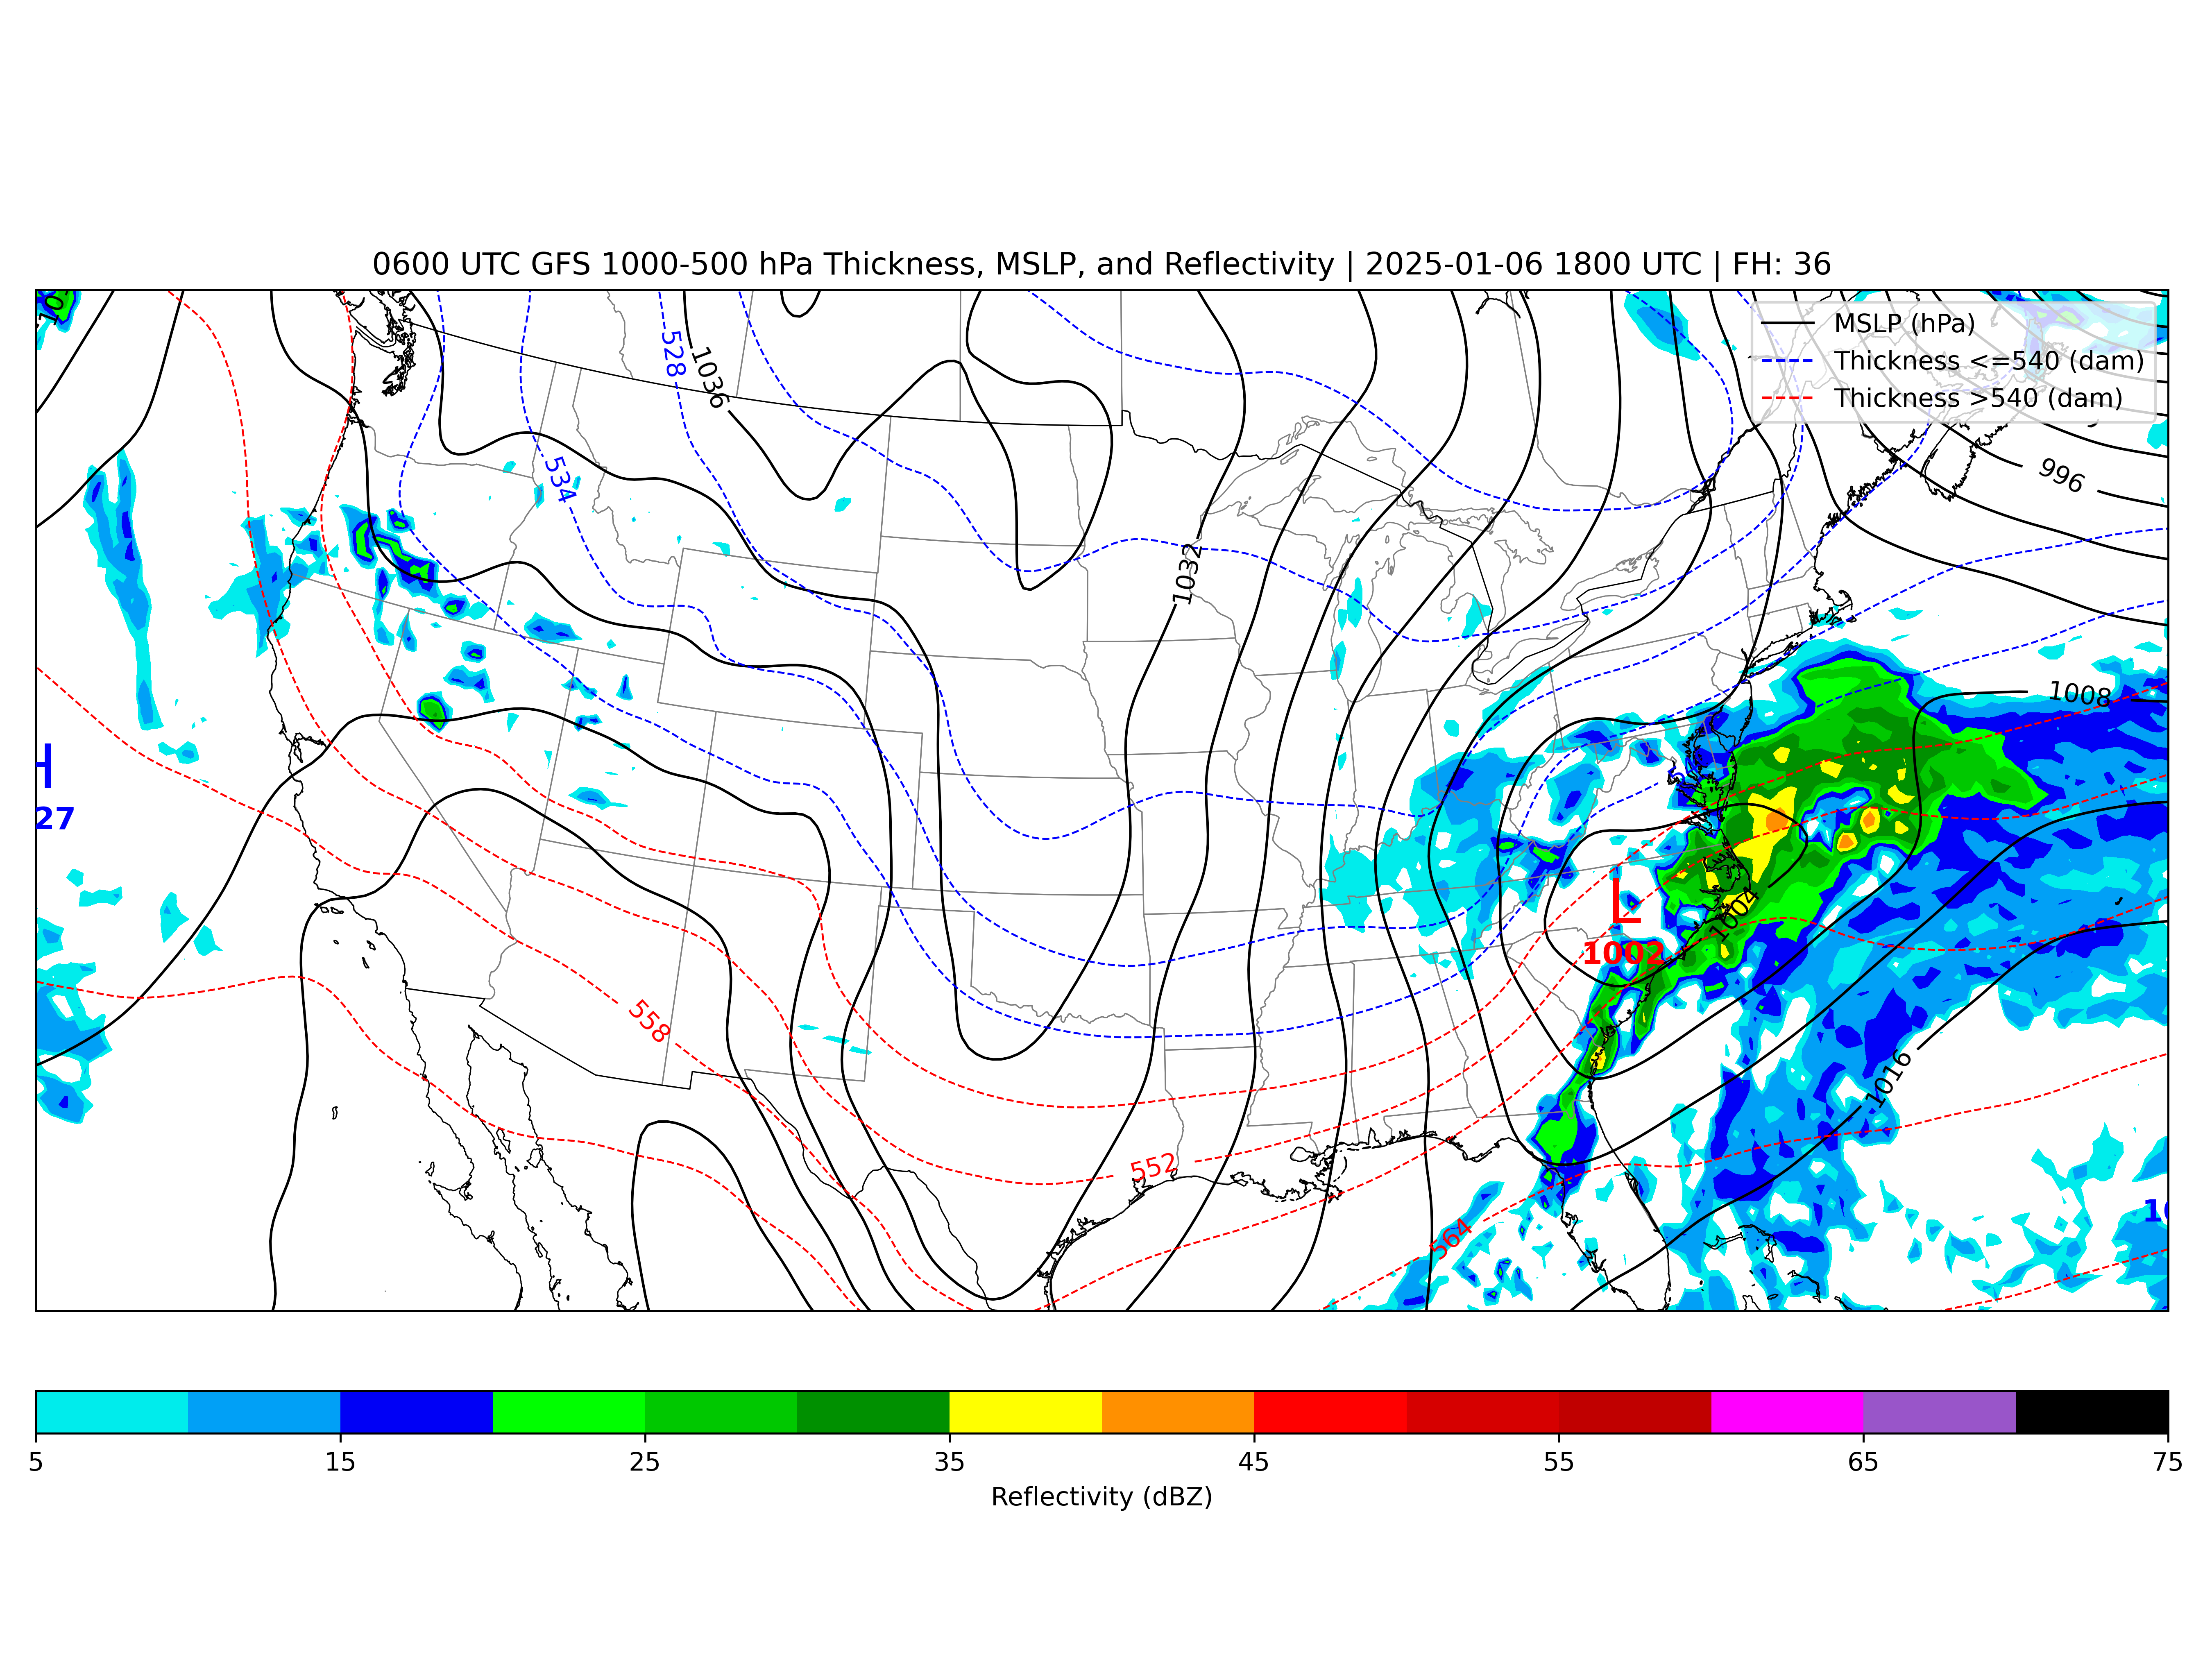 0600 UTC GFS 1000-500 hPa Thickness, MSLP, and Reflectivity | 2025-01-06 1800 UTC | FH: 36
MSLP (hPa)
Thickness <=540 (dam)
Thickness >540 (dam)
528
1036
534
996
1032
1008
H
27
L
1002
1004
558
1016
552
564
5 15 25 35 45 55 65 75
Reflectivity (dBZ)